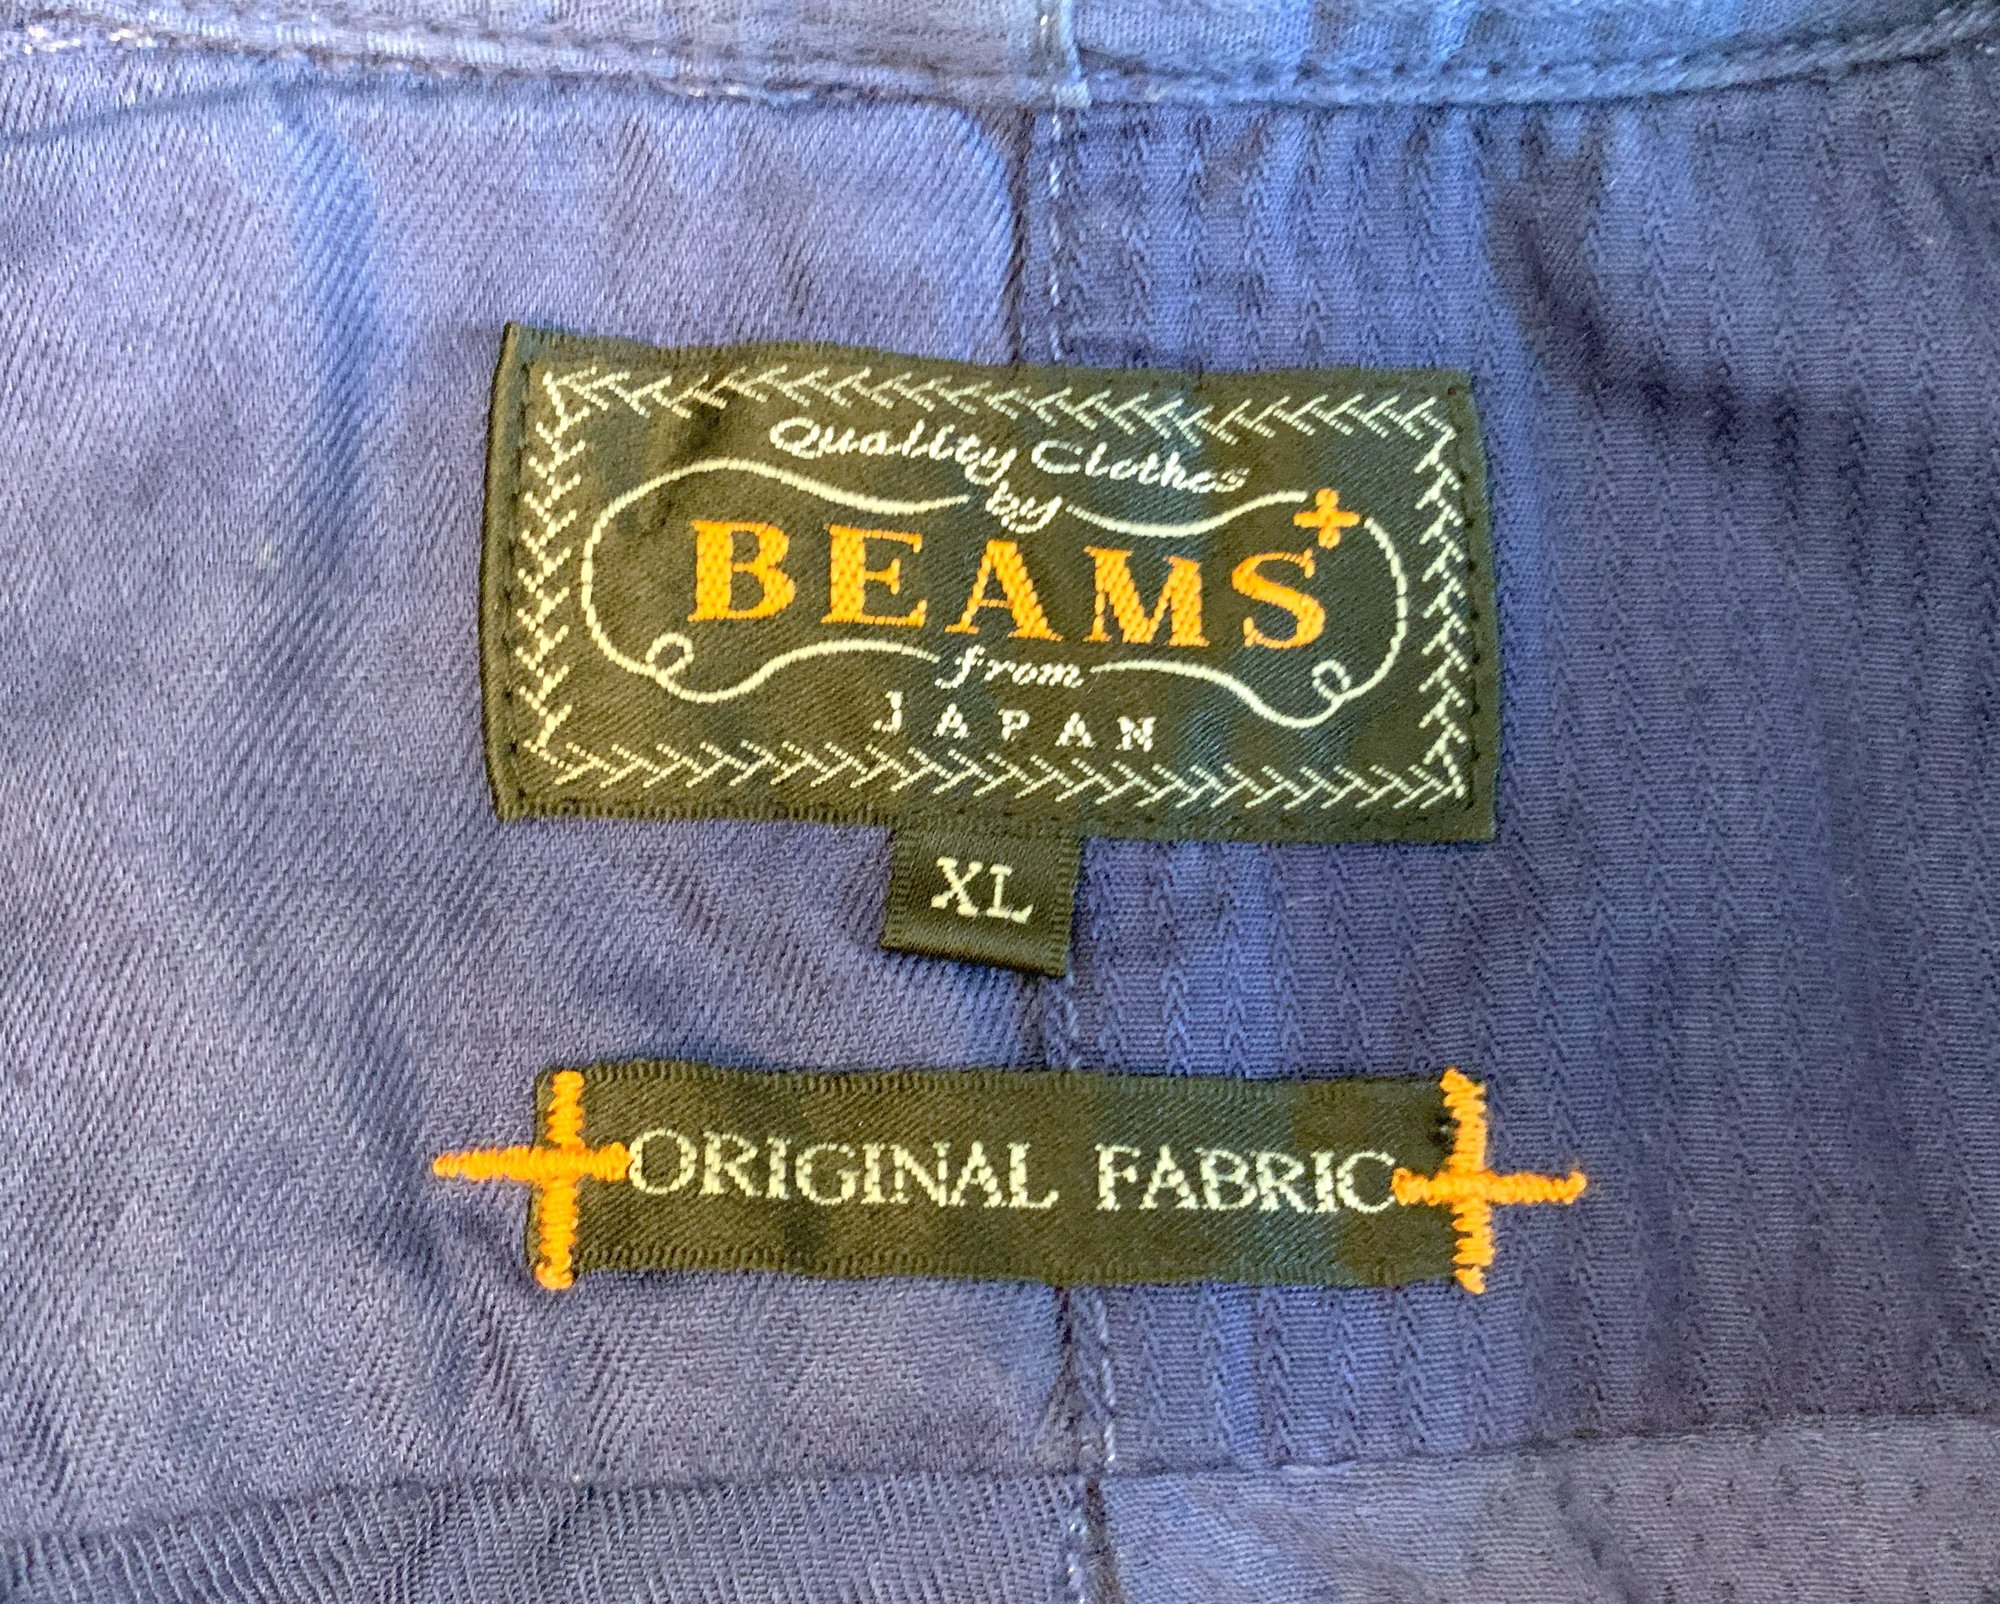 Quality Clothes
by
BEAMS+
from
JAPAN
XL
ORIGINAL FABRIC